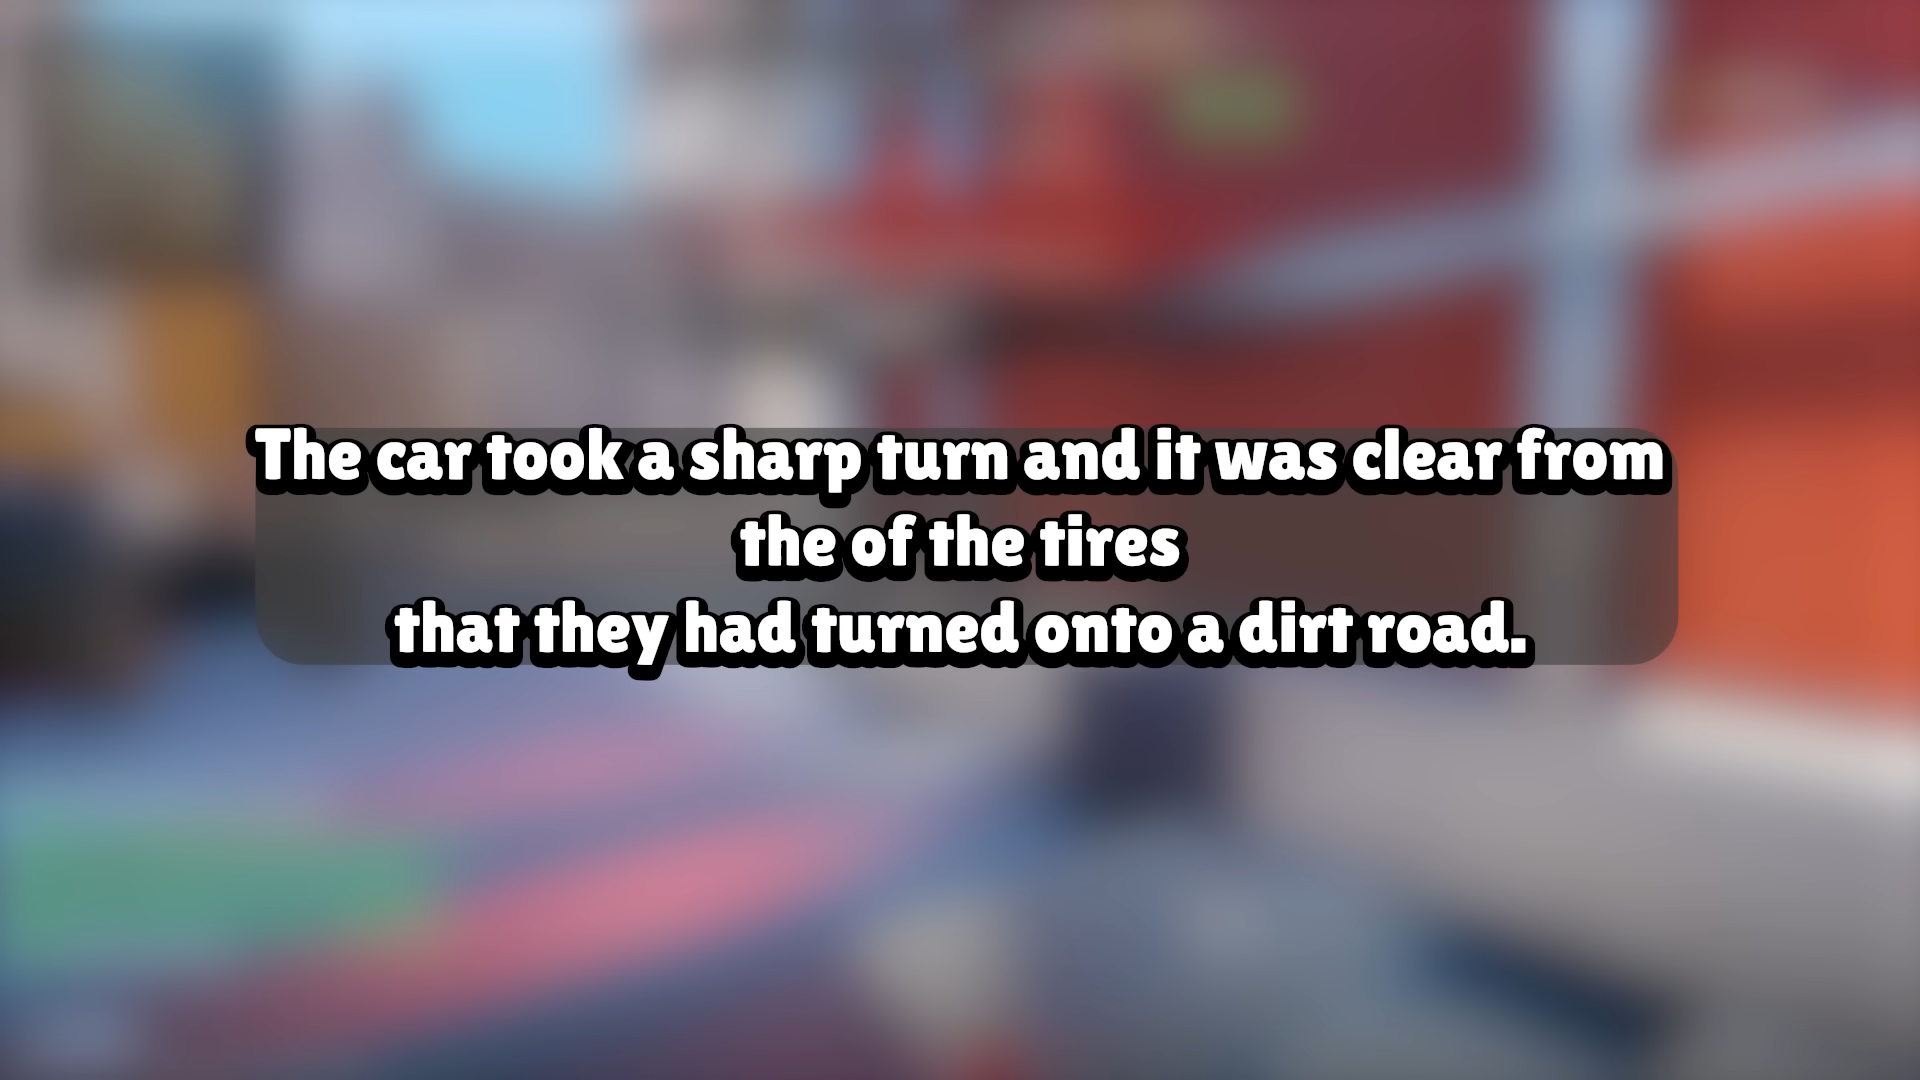 The car took a sharp turn and it was clear from
the of the tires
that they had turned onto a dirt road.